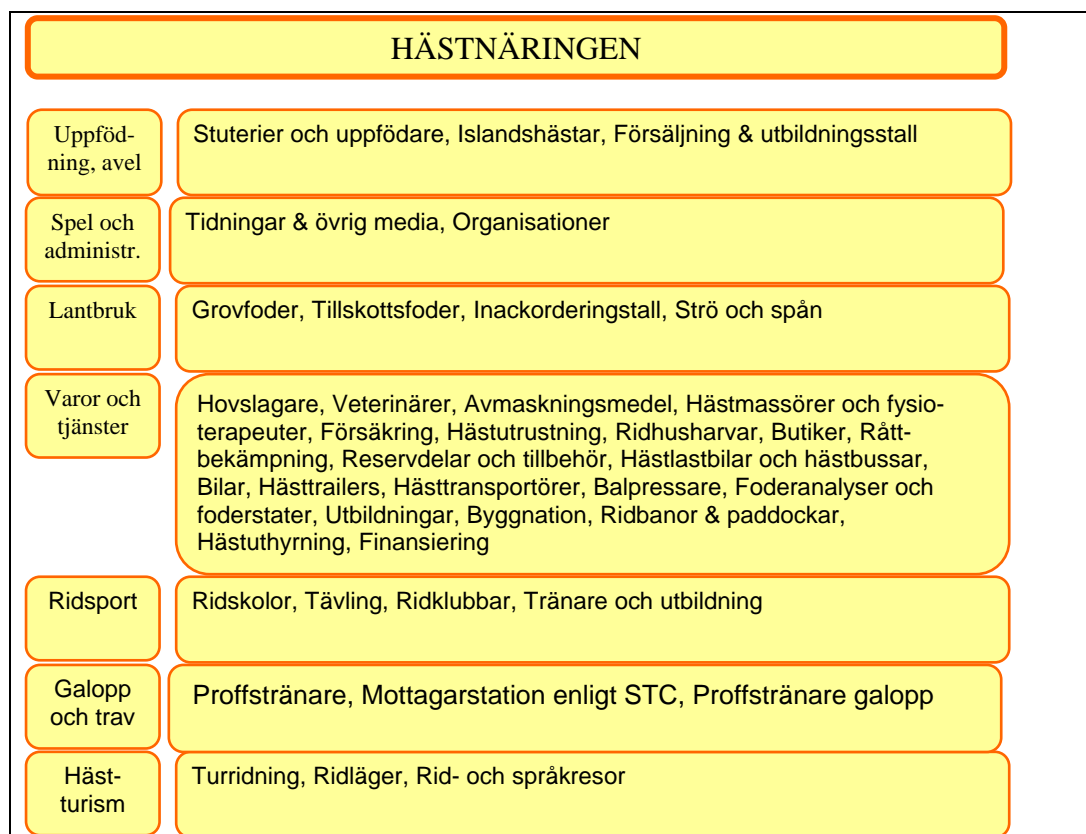 HÄSTNÄRINGEN
Uppföd-
ning, avel
Stuterier och uppfödare, Islandshästar, Försäljning & utbildningsstall
Spel och
administr.
Tidningar & övrig media, Organisationer
Lantbruk
Grovfoder, Tillskottsfoder, Inackorderingstall, Strö och spån
Varor och
tjänster
Hovslagare, Veterinärer, Avmaskningsmedel, Hästmassörer och fysio-
terapeuter, Försäkring, Hästutrustning, Ridhusharvar, Butiker, Rått-
bekämpning, Reservdelar och tillbehör, Hästlastbilar och hästbussar,
Bilar, Hästtrailers, Hästtransportörer, Balpressare, Foderanalyser och
foderstater, Utbildningar, Byggnation, Ridbanor & paddockar,
Hästuthyrning, Finansiering
Ridsport
Ridskolor, Tävling, Ridklubbar, Tränare och utbildning
Galopp
och trav
Proffstränare, Mottagarstation enligt STC, Proffstränare galopp
Häst-
turism
Turridning, Ridläger, Rid- och språkresor